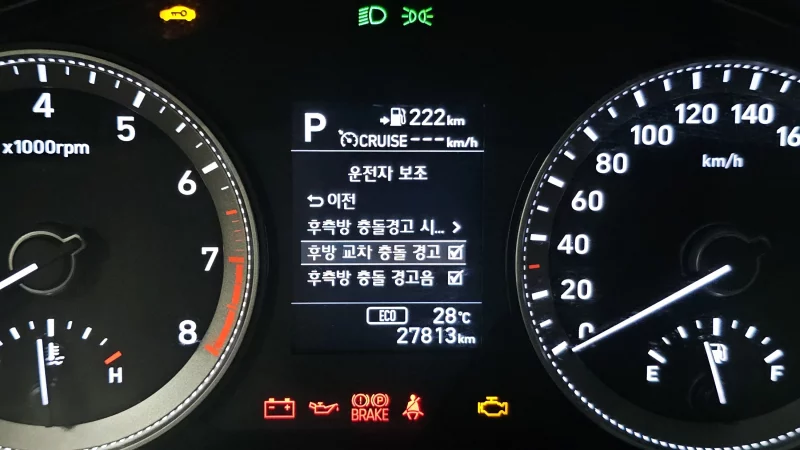 4
5
6
7
8
x1000rpm
H
P
222km
CRUISE ---km/h
운전자 보조
이전
후측방 충돌경고 시...
후방 교차 충돌 경고
후측방 충돌 경고음
ECO 28℃
27813km
BRAKE
0
20
40
60
80
100
120
140
16
km/h
E
F